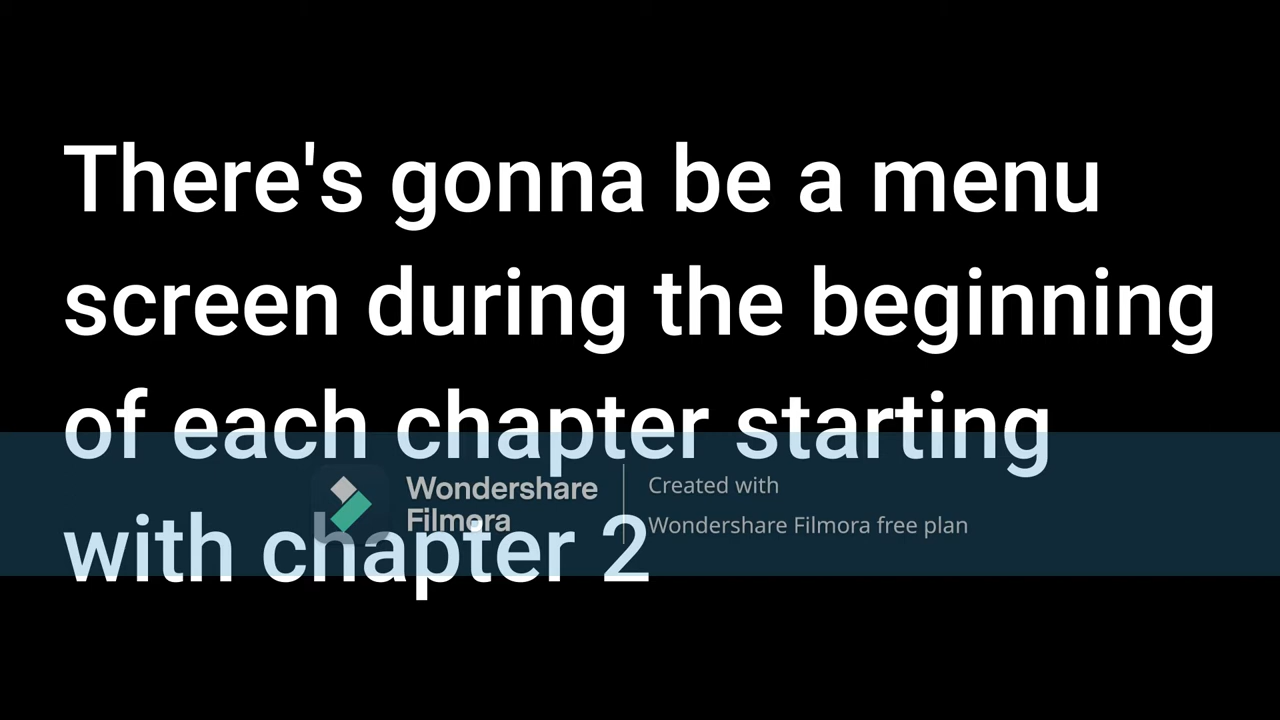 There's gonna be a menu
screen during the beginning
of each chapter starting
with chapter 2
Wondershare
Filmora
Created with
Wondershare Filmora free plan